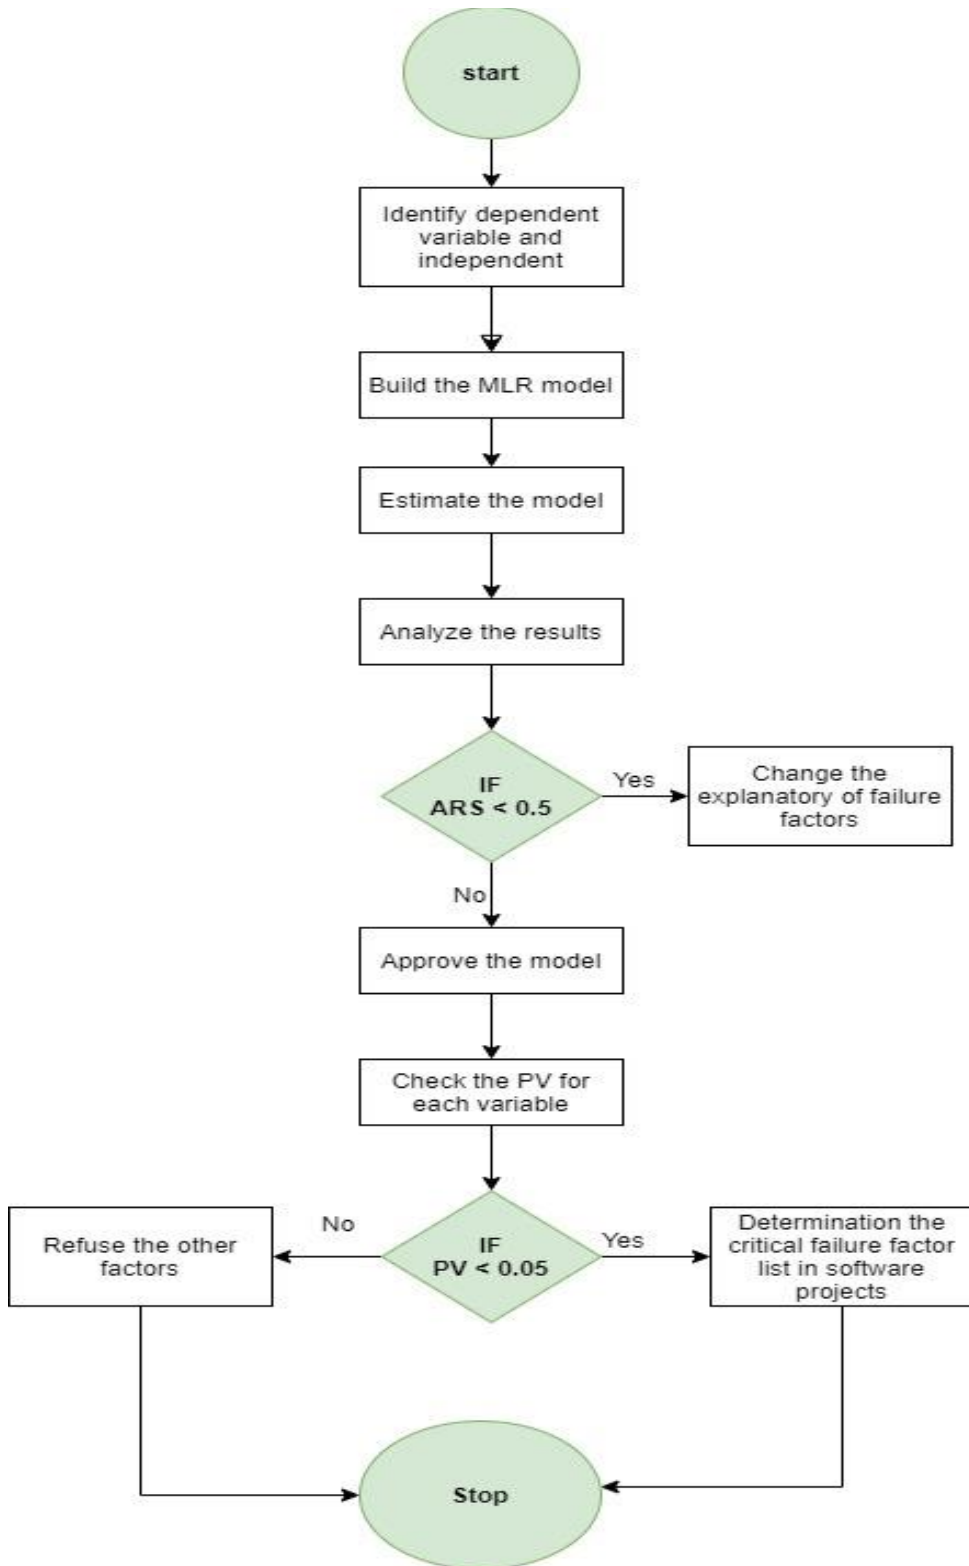 start
Identify dependent
variable and
independent
Build the MLR model
Estimate the model
Analyze the results
IF
ARS < 0.5
Yes
Change the
explanatory of failure
factors
No
Approve the model
Check the PV for
each variable
IF
PV < 0.05
No
Refuse the other
factors
Yes
Determination the
critical failure factor
list in software
projects
Stop